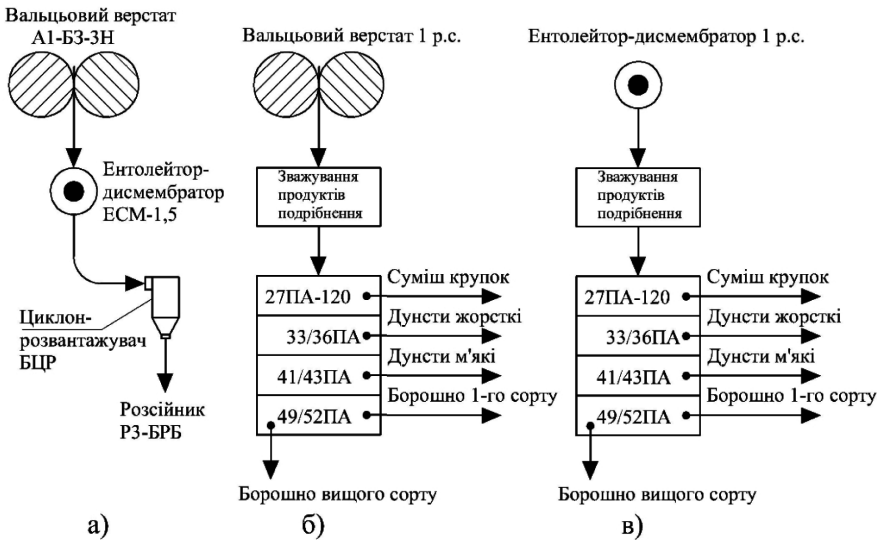 Вальцьовий верстат
А1-БЗ-3Н
Ентолейтор-
дисмембратор
ЕСМ-1,5
Циклон-
розвантажувач
БЦР
Розсійник
РЗ-БРБ
а)
Вальцьовий верстат 1 р.с.
Зважування
продуктів
подрібнення
27ПА-120
Суміш крупок
33/36ПА
Дунсти жорсткі
41/43ПА
Дунсти м'які
49/52ПА
Борошно 1-го сорту
Борошно вищого сорту
б)
Ентолейтор-дисмембратор 1 р.с.
Зважування
продуктів
подрібнення
27ПА-120
Суміш крупок
33/36ПА
Дунсти жорсткі
41/43ПА
Дунсти м'які
49/52ПА
Борошно 1-го сорту
Борошно вищого сорту
в)